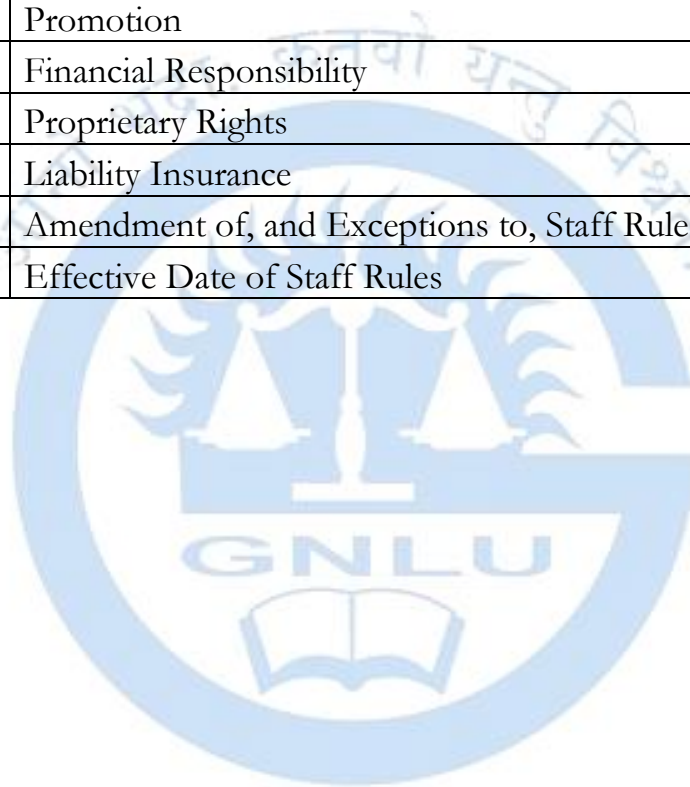 Promotion
Financial Responsibility
Proprietary Rights
Liability Insurance
Amendment of, and Exceptions to, Staff Rule
Effective Date of Staff Rules
GNLU